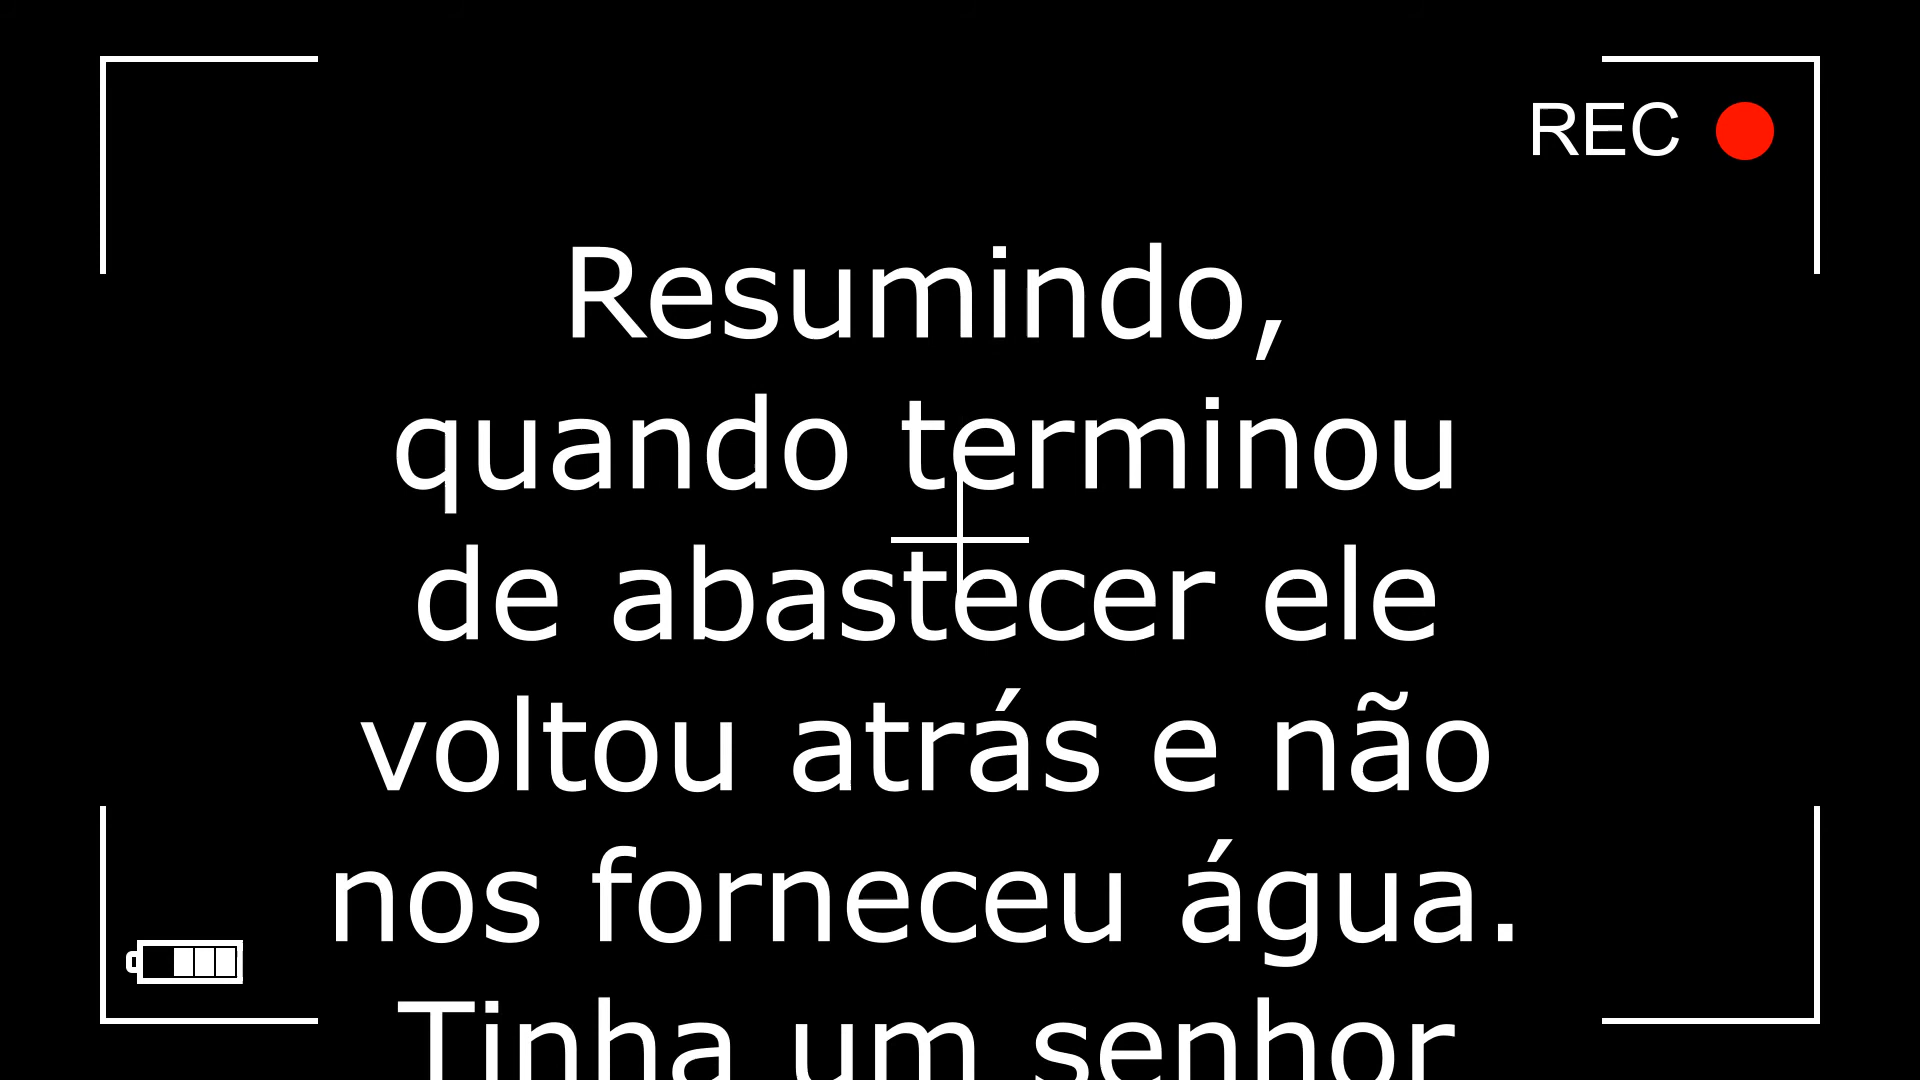 REC
Resumindo,
quando terminou
de abastecer ele
voltou atrás e não
nos forneceu água.
Tinha um senhor